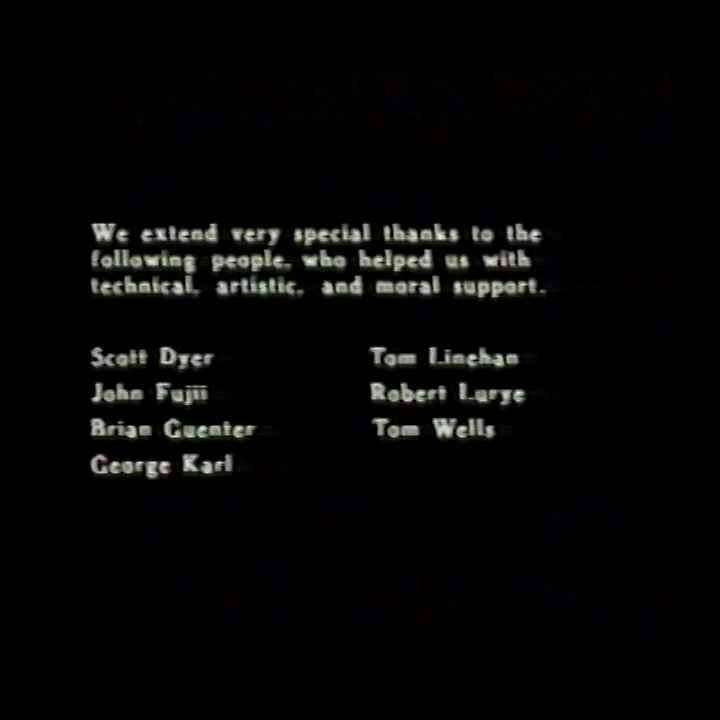 We extend very special thanks to the
following people, who helped us with
technical, artistic, and moral support.
Scott Dyer
John Fujii
Brian Guenter
George Karl
Tom Linehan
Robert Lurye
Tom Wells